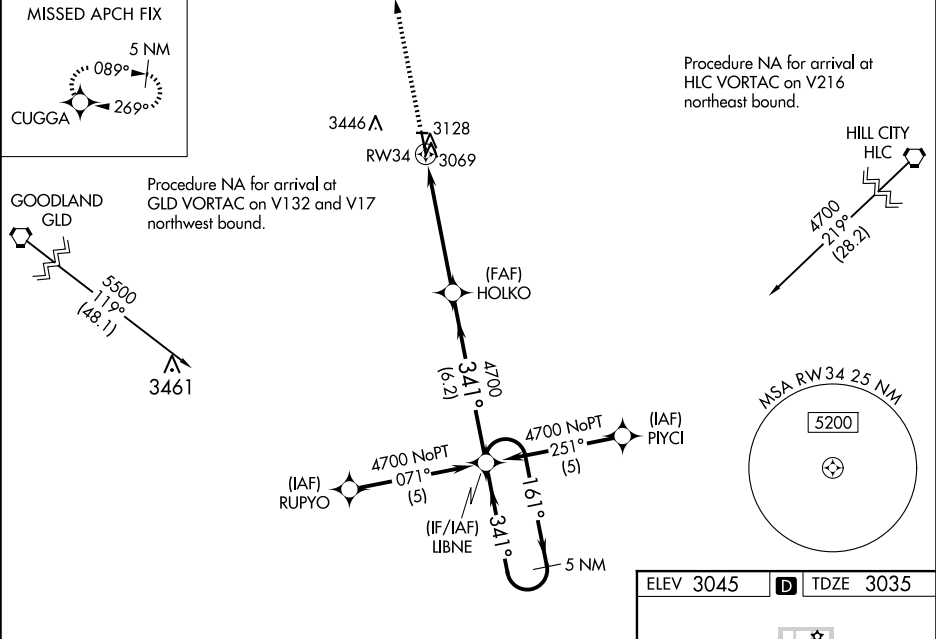 MISSED APCH FIX
5 NM
089°
269°
CUGGA
Procedure NA for arrival at
HLC VORTAC on V216
northeast bound.
3446
3128
RW34
3069
HILL CITY
HLC
4700
219°
(28.2)
Procedure NA for arrival at
GLD VORTAC on V132 and V17
northwest bound.
GOODLAND
GLD
5500
119°
(48.1)
3461
(FAF)
HOLKO
4700
341°
(6.2)
MSA RW34 25 NM
5200
4700 NoPT
251°
(5)
(IAF)
PIYCI
4700 NoPT
071°
(5)
(IAF)
RUPYO
(IF/IAF)
LIBNE
341°
161°
5 NM
ELEV 3045
D
TDZE 3035